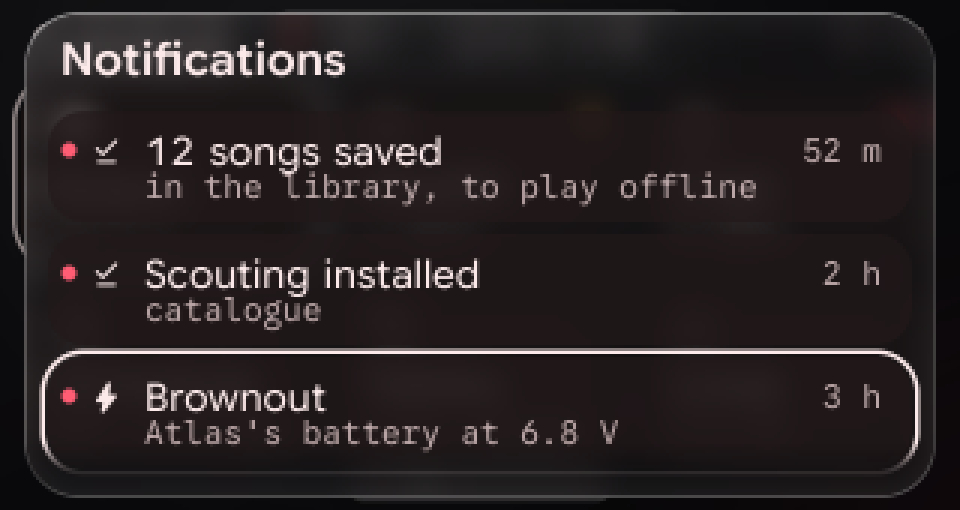 Notifications
12 songs saved
52 m
in the library, to play offline
Scouting installed
2 h
catalogue
Brownout
3 h
Atlas's battery at 6.8 V